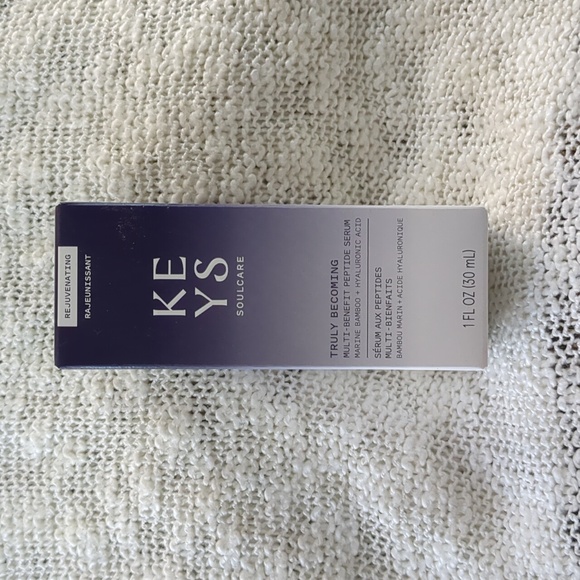 REJUVENATING
RAJEUNISSANT
KE
YS
SOULCARE
TRULY BECOMING
MULTI-BENEFIT PEPTIDE SERUM
MARINE BAMBOO + HYALURONIC ACID
SÉRUM AUX PEPTIDES
MULTI-BIENFAITS
BAMBOU MARIN + ACIDE HYALURONIQUE
1 FL OZ (30 mL)